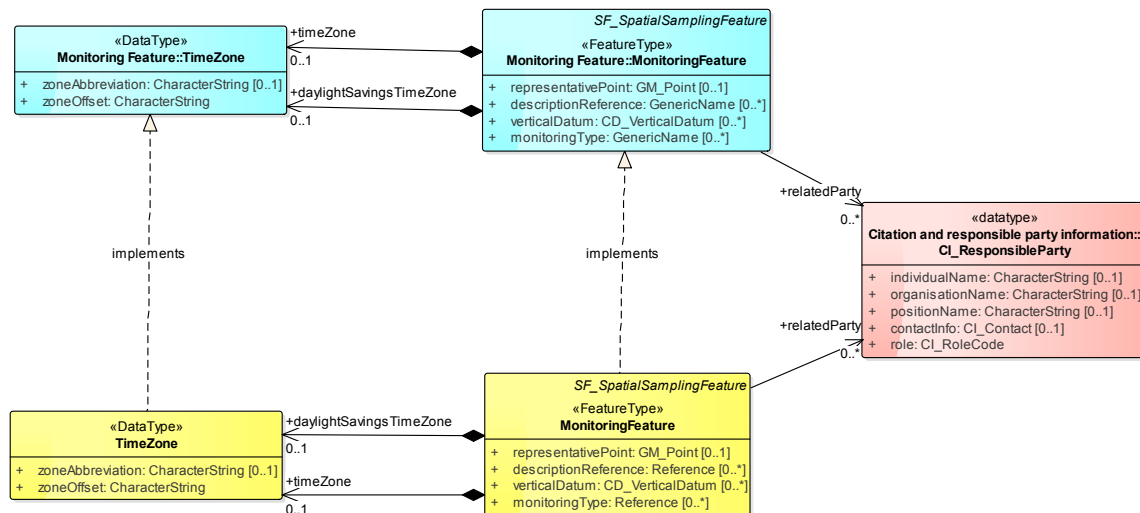 SF_SpatialSamplingFeature
+timeZone
0..1
«DataType»
Monitoring Feature::TimeZone
+ zoneAbbreviation: CharacterString [0..1]
+ zoneOffset: CharacterString
+daylightSavingsTimeZone
0..1
«FeatureType»
Monitoring Feature::MonitoringFeature
+ representativePoint: GM_Point [0..1]
+ descriptionReference: GenericName [0..*]
+ verticalDatum: CD_VerticalDatum [0..*]
+ monitoringType: GenericName [0..*]
+relatedParty
0..*
«datatype»
Citation and responsible party information::
CI_ResponsibleParty
+ individualName: CharacterString [0..1]
+ organisationName: CharacterString [0..1]
+ positionName: CharacterString [0..1]
+ contactInfo: CI_Contact [0..1]
+ role: CI_RoleCode
implements
implements
+relatedParty
0..*
SF_SpatialSamplingFeature
«DataType»
TimeZone
+ zoneAbbreviation: CharacterString [0..1]
+ zoneOffset: CharacterString
+daylightSavingsTimeZone
0..1
+timeZone
0..1
«FeatureType»
MonitoringFeature
+ representativePoint: GM_Point [0..1]
+ descriptionReference: Reference [0..*]
+ verticalDatum: CD_VerticalDatum [0..*]
+ monitoringType: Reference [0..*]